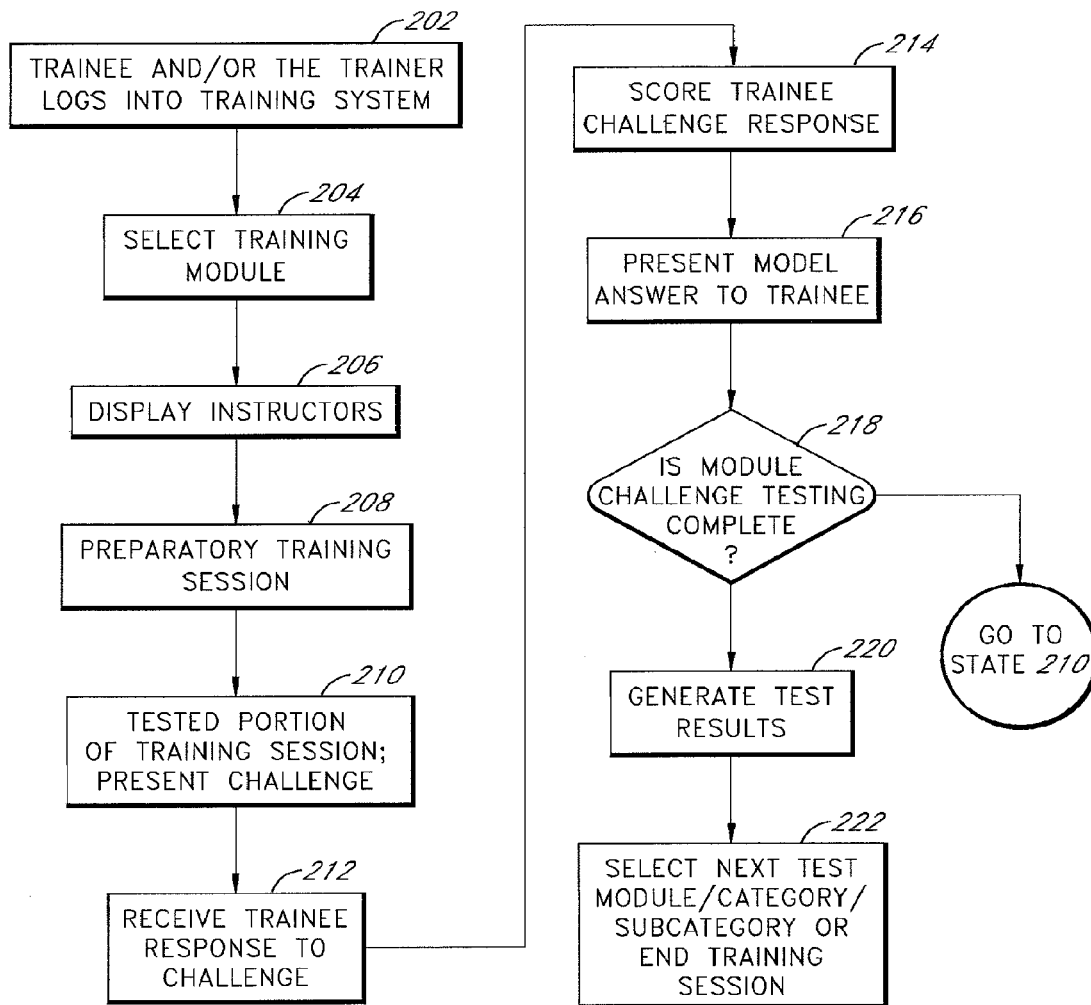 202
TRAINEE AND/OR THE TRAINER
LOGS INTO TRAINING SYSTEM
204
SELECT TRAINING
MODULE
206
DISPLAY INSTRUCTORS
208
PREPARATORY TRAINING
SESSION
210
TESTED PORTION
OF TRAINING SESSION;
PRESENT CHALLENGE
212
RECEIVE TRAINEE
RESPONSE TO
CHALLENGE
214
SCORE TRAINEE
CHALLENGE RESPONSE
216
PRESENT MODEL
ANSWER TO TRAINEE
218
IS MODULE
CHALLENGE TESTING
COMPLETE
?
GO TO
STATE 210
220
GENERATE TEST
RESULTS
222
SELECT NEXT TEST
MODULE/CATEGORY/
SUBCATEGORY OR
END TRAINING
SESSION